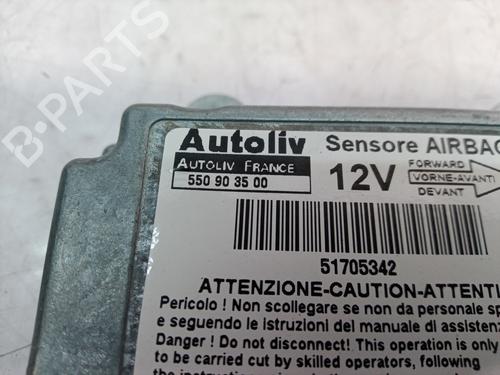 B-PARTS
Autoliv Sensore AIRBAG
AUTOLIV FRANCE
550 90 35 00
12V
FORWARD
VORNE-AVANTI
DEVANT
51705342
ATTENZIONE-CAUTION-ATTENTI
Pericolo ! Non scollegare se non da personale sp
e seguendo le istruzioni del manuale di assisten
Danger ! Do not disconnect! This operation is only
to be carried cut by skilled operators, following